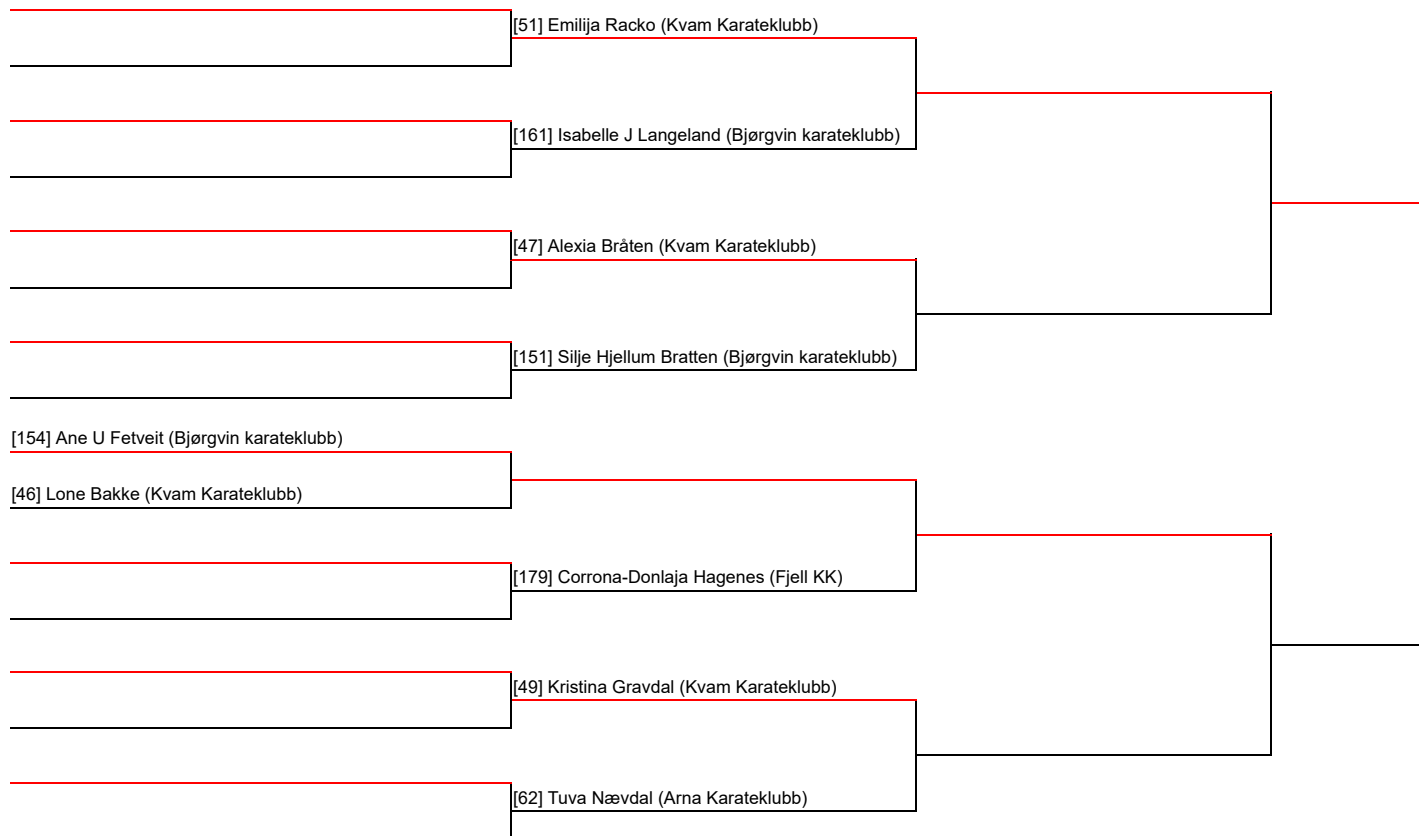 [51] Emilija Racko (Kvam Karateklubb)
[161] Isabelle J Langeland (Bjørgvin karateklubb)
[47] Alexia Bråten (Kvam Karateklubb)
[151] Silje Hjellum Bratten (Bjørgvin karateklubb)
[154] Ane U Fetveit (Bjørgvin karateklubb)
[46] Lone Bakke (Kvam Karateklubb)
[179] Corrona-Donlaja Hagenes (Fjell KK)
[49] Kristina Gravdal (Kvam Karateklubb)
[62] Tuva Nævdal (Arna Karateklubb)